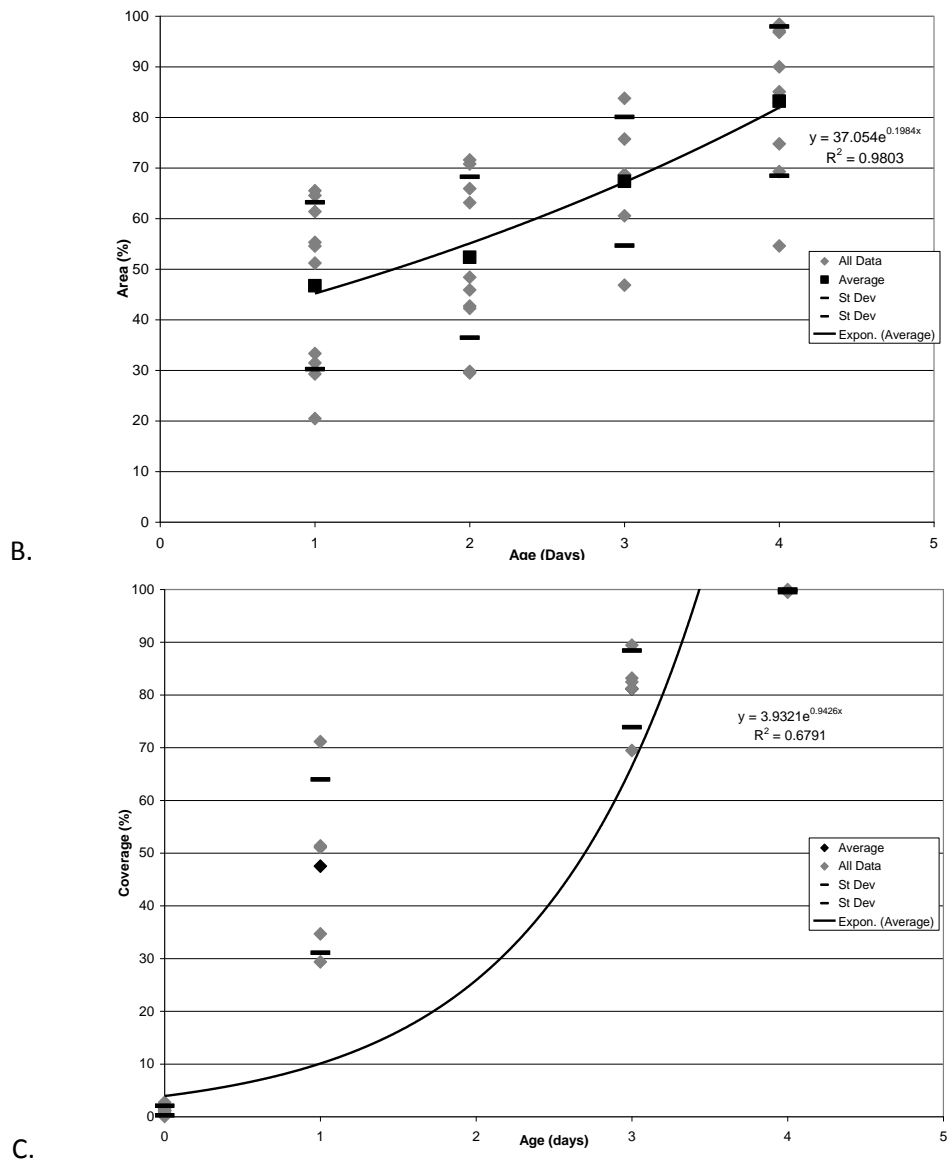 100
90
80
70
60
50
40
30
20
10
0
Area (%)
y = 37.054e^0.1984x
R² = 0.9803
All Data
Average
St Dev
St Dev
Expon. (Average)
0 1 2 3 4 5
Age (Days)
B.
100
90
80
70
60
50
40
30
20
10
0
Coverage (%)
y = 3.9321e^0.9426x
R² = 0.6791
Average
All Data
St Dev
St Dev
Expon. (Average)
0 1 2 3 4 5
Age (days)
C.